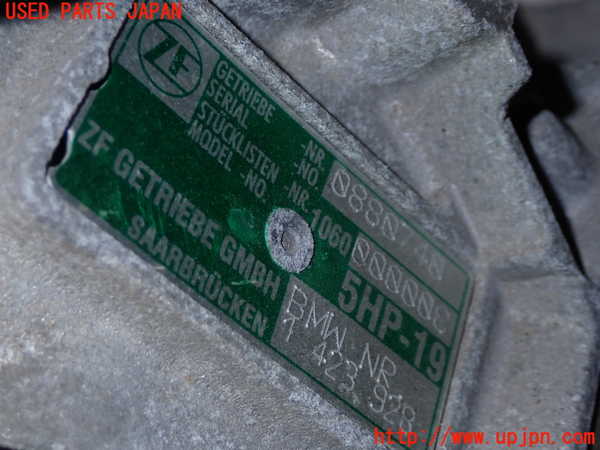 USED PARTS JAPAN
ZF
GETRIEBE -NR.
SERIAL -NO.
STÜCKLISTEN -NR. 1060
MODEL -NO.
ZF GETRIEBE GMBH
SAARBRÜCKEN
5HP-19
BMW NR
1 423 928
http://www.upjpn.com/